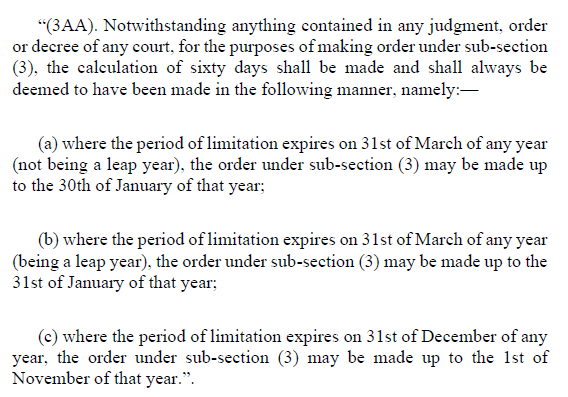 “(3AA). Notwithstanding anything contained in any judgment, order
or decree of any court, for the purposes of making order under sub-section
(3), the calculation of sixty days shall be made and shall always be
deemed to have been made in the following manner, namely:—
(a) where the period of limitation expires on 31st of March of any year
(not being a leap year), the order under sub-section (3) may be made up
to the 30th of January of that year;
(b) where the period of limitation expires on 31st of March of any year
(being a leap year), the order under sub-section (3) may be made up to the
31st of January of that year;
(c) where the period of limitation expires on 31st of December of any
year, the order under sub-section (3) may be made up to the 1st of
November of that year.”.